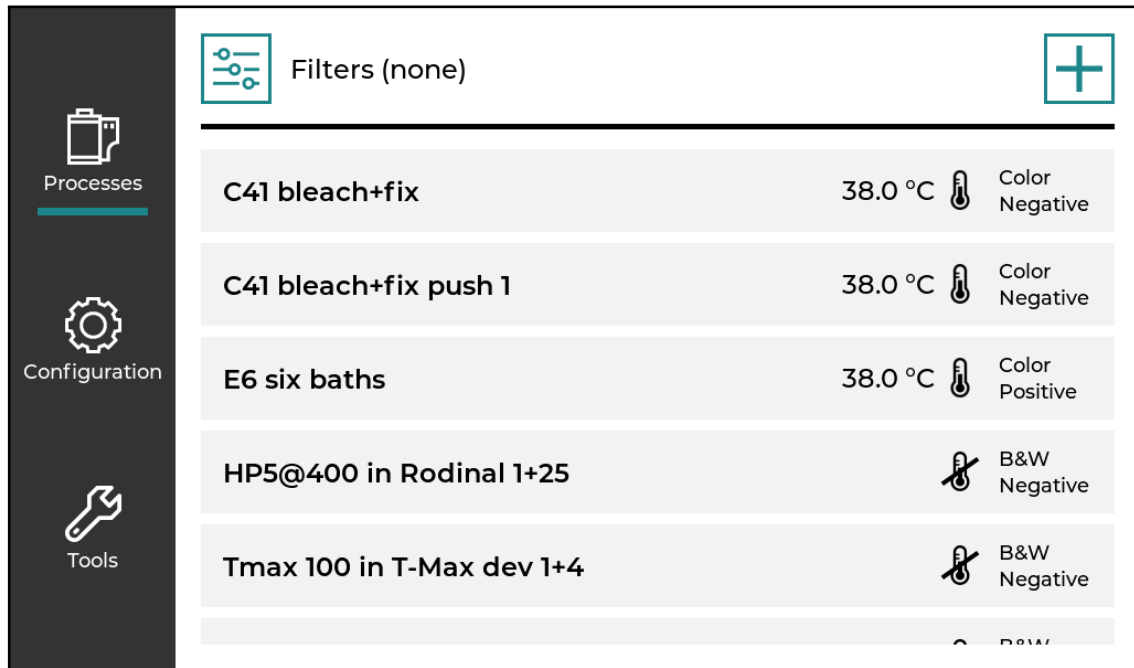 Filters (none)
Processes
Configuration
Tools
C41 bleach+fix
38.0 °C
Color
Negative
C41 bleach+fix push 1
38.0 °C
Color
Negative
E6 six baths
38.0 °C
Color
Positive
HP5@400 in Rodinal 1+25
B&W
Negative
Tmax 100 in T-Max dev 1+4
B&W
Negative